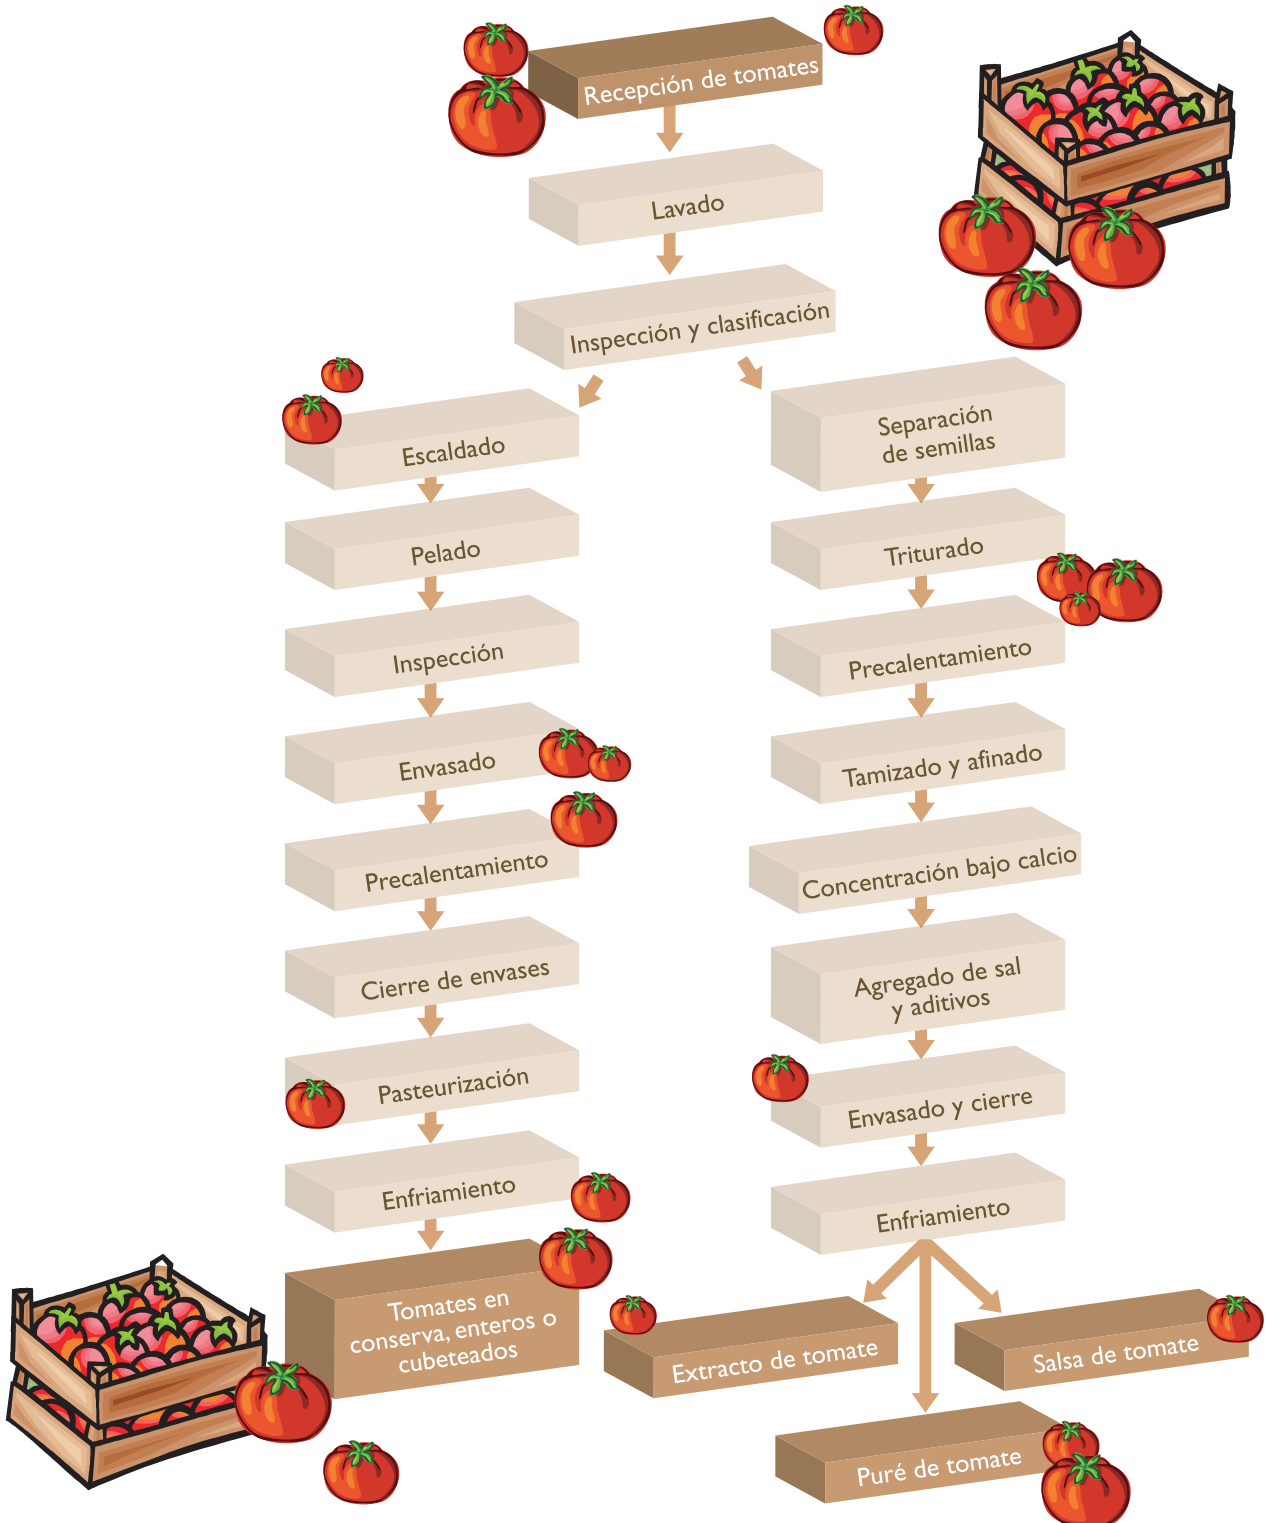 Recepción de tomates
Lavado
Inspección y clasificación
Escaldado
Pelado
Inspección
Envasado
Precalentamiento
Cierre de envases
Pasteurización
Enfriamiento
Tomates en
conserva, enteros o
cubeteados
Separación
de semillas
Triturado
Precalentamiento
Tamizado y afinado
Concentración bajo calcio
Agregado de sal
y aditivos
Envasado y cierre
Enfriamiento
Extracto de tomate
Salsa de tomate
Puré de tomate